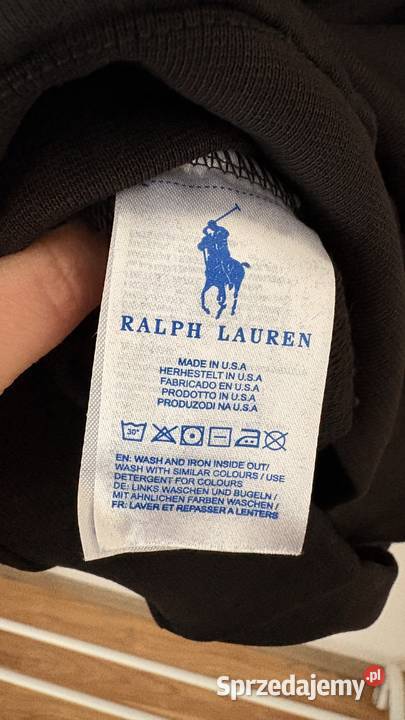 RALPH LAUREN
MADE IN U.S.A
HERHESTELT IN U.S.A
FABRICADO EN U.S.A
PRODOTTO IN U.S.A
PRODUZODI NA U.S.A
30°
EN: WASH AND IRON INSIDE OUT/
WASH WITH SIMILAR COLOURS / USE
DETERGENT FOR COLOURS
DE: LINKS WASCHEN UND BUGELN /
MIT AHNLICHEN FARBEN WASCHEN /
FR: LAVER ET REPASSER A LENTERS
Sprzedajemy.pl